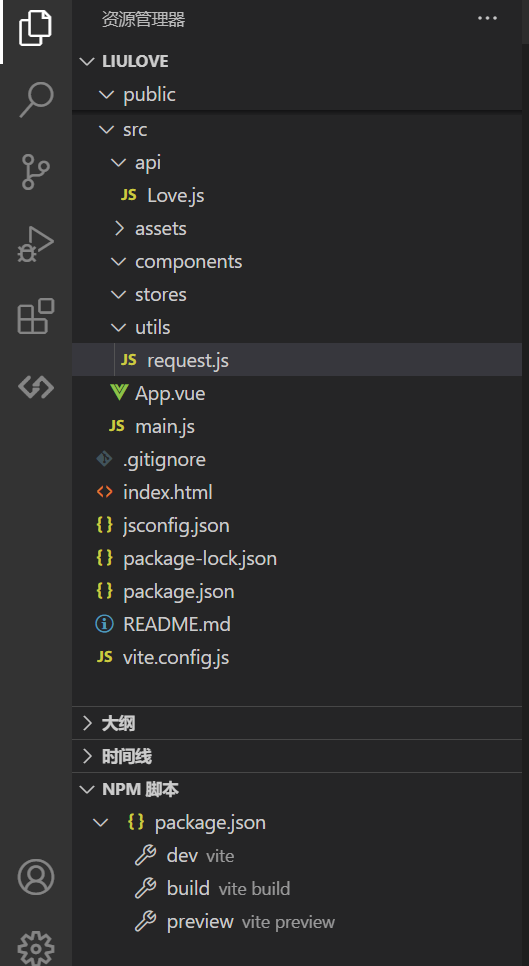 资源管理器
LIULOVE
public
src
api
JS Love.js
assets
components
stores
utils
JS request.js
App.vue
JS main.js
.gitignore
index.html
{} jsconfig.json
{} package-lock.json
{} package.json
README.md
JS vite.config.js
大纲
时间线
NPM 脚本
{} package.json
dev vite
build vite build
preview vite preview